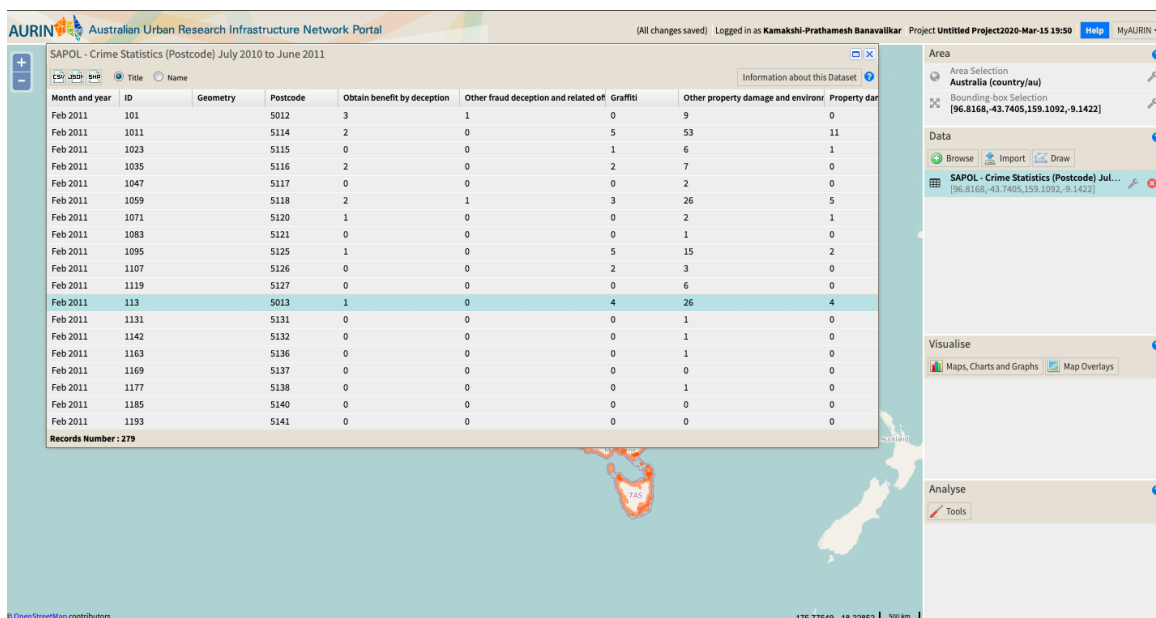 AURIN Australian Urban Research Infrastructure Network Portal
(All changes saved) Logged in as Kamakshi-Prathamesh Banavalikar Project Untitled Project2020-Mar-15 19:50 Help MyAURIN
+
−
SAPOL - Crime Statistics (Postcode) July 2010 to June 2011
CSV JSON SHP Title Name Information about this Dataset ?
Month and year ID Geometry Postcode Obtain benefit by deception Other fraud deception and related of Graffiti Other property damage and environr Property dar
Feb 2011 101 5012 3 1 0 9 0
Feb 2011 1011 5114 2 0 5 53 11
Feb 2011 1023 5115 0 0 1 6 1
Feb 2011 1035 5116 2 0 2 7 0
Feb 2011 1047 5117 0 0 0 2 0
Feb 2011 1059 5118 2 1 3 26 5
Feb 2011 1071 5120 1 0 0 2 1
Feb 2011 1083 5121 0 0 0 1 0
Feb 2011 1095 5125 1 0 5 15 2
Feb 2011 1107 5126 0 0 2 3 0
Feb 2011 1119 5127 0 0 0 6 0
Feb 2011 113 5013 1 0 4 26 4
Feb 2011 1131 5131 0 0 0 1 0
Feb 2011 1142 5132 0 0 0 1 0
Feb 2011 1163 5136 0 0 0 1 0
Feb 2011 1169 5137 0 0 0 0 0
Feb 2011 1177 5138 0 0 0 1 0
Feb 2011 1185 5140 0 0 0 0 0
Feb 2011 1193 5141 0 0 0 0 0
Records Number : 279
Auckland
TAS
© OpenStreetMap contributors
500 km
Area
Area Selection
Australia (country/au)
Bounding-box Selection
[96.8168,-43.7405,159.1092,-9.1422]
Data
Browse Import Draw
SAPOL - Crime Statistics (Postcode) Jul...
[96.8168,-43.7405,159.1092,-9.1422]
Visualise
Maps, Charts and Graphs Map Overlays
Analyse
Tools